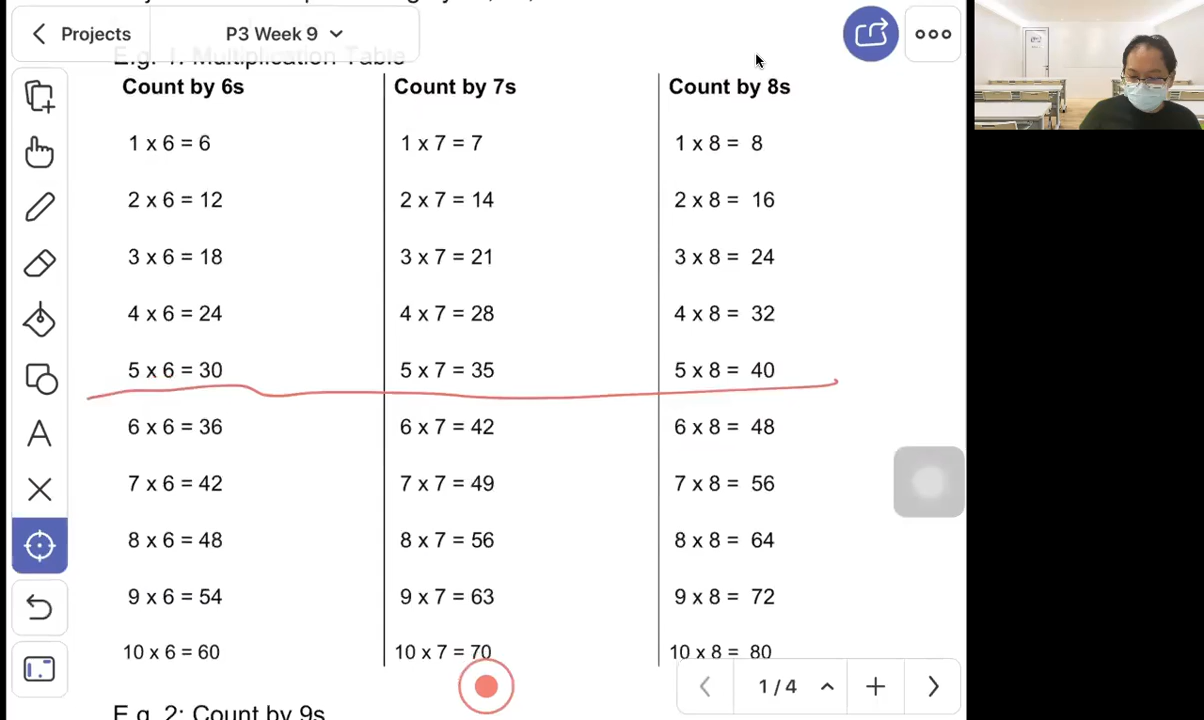 Projects
P3 Week 9
E.g. 1. Multiplication Table
Count by 6s
1 x 6 = 6
2 x 6 = 12
3 x 6 = 18
4 x 6 = 24
5 x 6 = 30
6 x 6 = 36
7 x 6 = 42
8 x 6 = 48
9 x 6 = 54
10 x 6 = 60
Count by 7s
1 x 7 = 7
2 x 7 = 14
3 x 7 = 21
4 x 7 = 28
5 x 7 = 35
6 x 7 = 42
7 x 7 = 49
8 x 7 = 56
9 x 7 = 63
10 x 7 = 70
Count by 8s
1 x 8 = 8
2 x 8 = 16
3 x 8 = 24
4 x 8 = 32
5 x 8 = 40
6 x 8 = 48
7 x 8 = 56
8 x 8 = 64
9 x 8 = 72
10 x 8 = 80
1 / 4
E.g. 2: Count by 9s